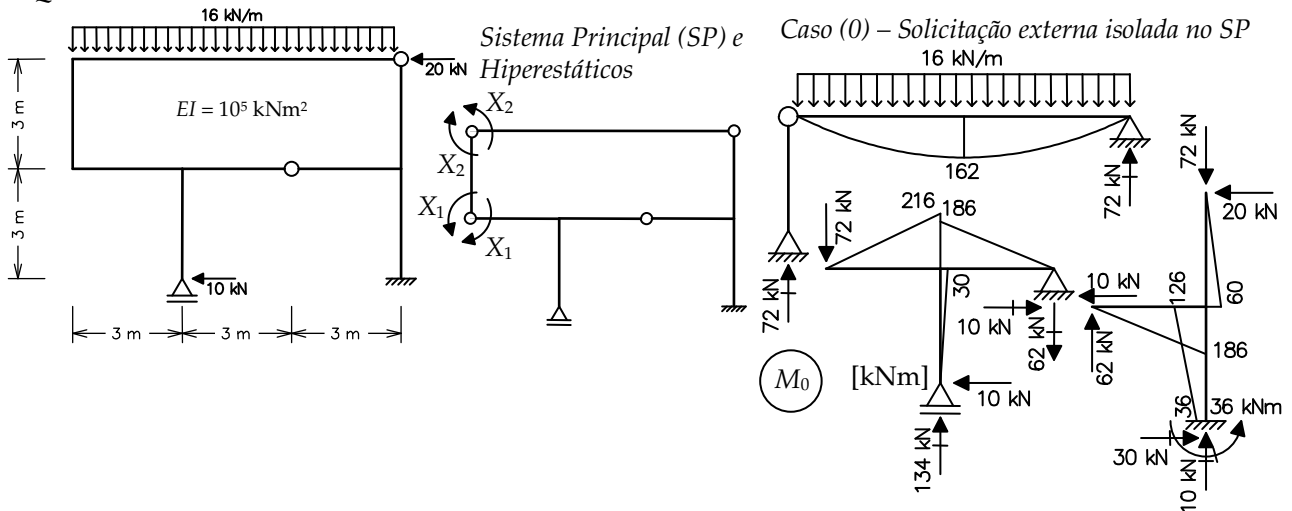 16 kN/m
20 kN
EI = 10⁵ kNm²
3 m
3 m
10 kN
3 m
3 m
3 m
Sistema Principal (SP) e
Hiperestáticos
X₂
X₂
X₁
X₁
Caso (0) – Solicitação externa isolada no SP
16 kN/m
162
72 kN
72 kN
72 kN
72 kN
216
186
30
10 kN
62 kN
10 kN
134 kN
M₀
[kNm]
72 kN
20 kN
10 kN
126
60
62 kN
186
36
36 kNm
30 kN
10 kN